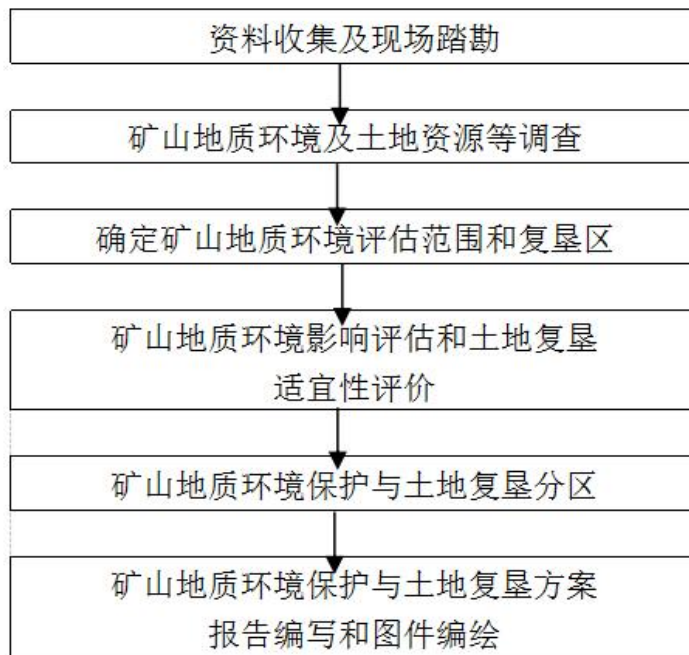 资料收集及现场踏勘
矿山地质环境及土地资源等调查
确定矿山地质环境评估范围和复垦区
矿山地质环境影响评估和土地复垦
适宜性评价
矿山地质环境保护与土地复垦分区
矿山地质环境保护与土地复垦方案
报告编写和图件编绘